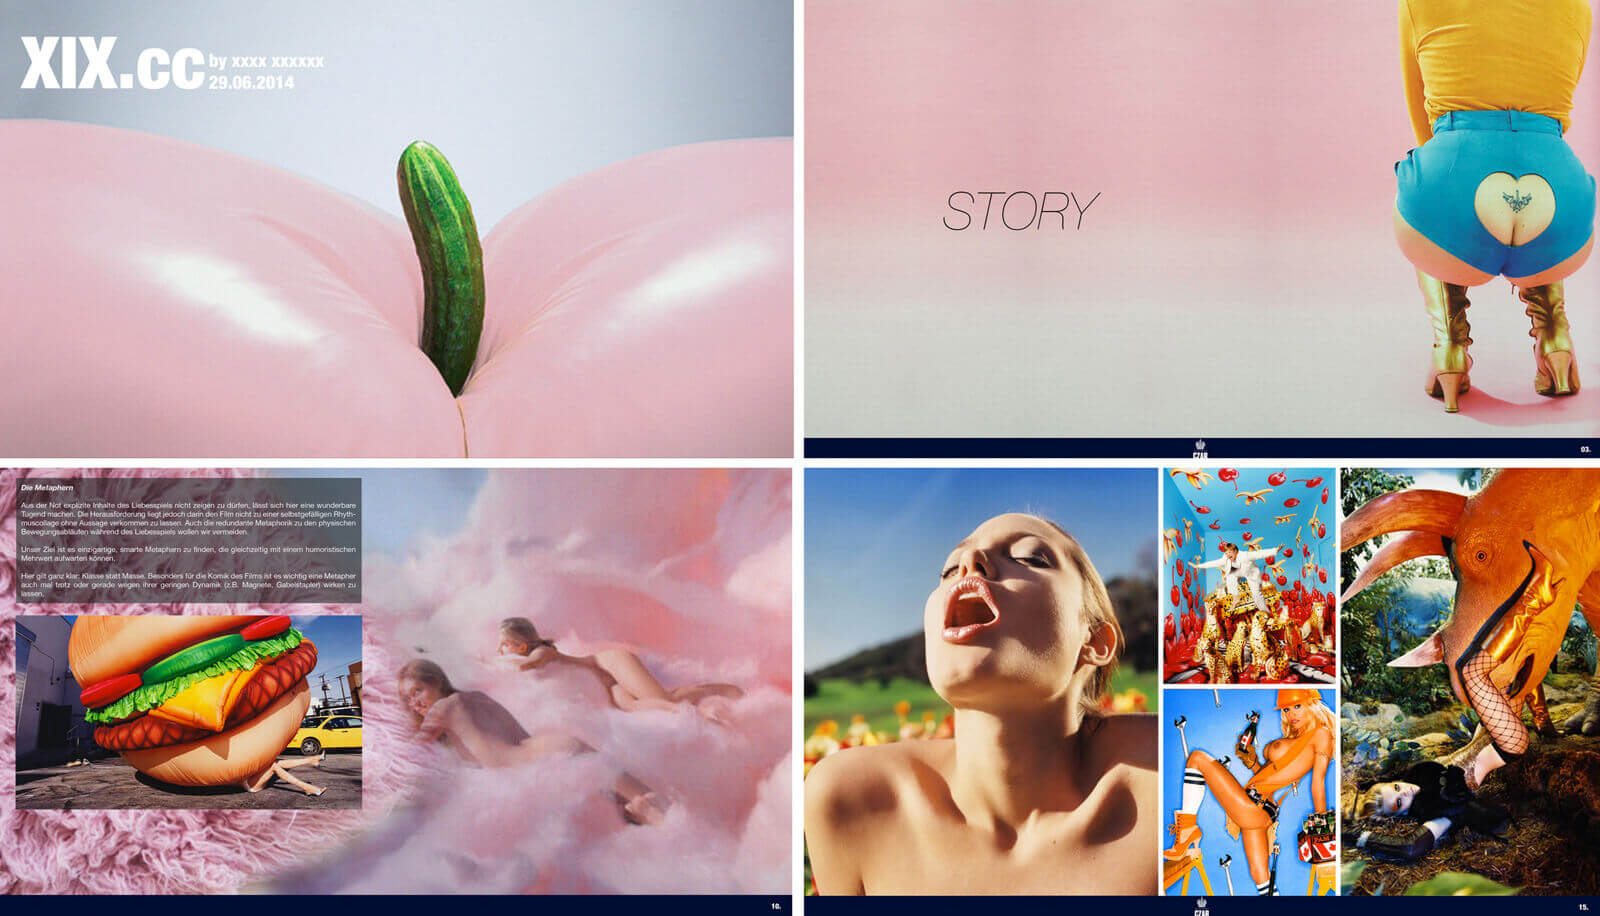 XIX.cc by xxxx xxxxxx
29.06.2014
STORY
CZAR
03.
Die Metaphern
Aus der Not explizite Inhalte des Liebesspiels nicht zeigen zu dürfen, lässt sich hier eine wunderbare
Tugend machen. Die Herausforderung liegt jedoch darin den Film nicht zu einer selbstgefälligen Rhyth-
muscollage ohne Aussage verkommen zu lassen. Auch die redundante Metaphorik zu den physischen
Bewegungsabläufen während des Liebesspiels wollen wir vermeiden.
Unser Ziel ist es einzigartige, smarte Metaphern zu finden, die gleichzeitig mit einem humoristischen
Mehrwert aufwarten können.
Hier gilt ganz klar: Klasse statt Masse. Besonders für die Komik des Films ist es wichtig eine Metapher
auch mal trotz oder gerade wegen ihrer geringen Dynamik (z.B. Magnete, Gabelstapler) wirken zu
lassen.
10.
CZAR
15.